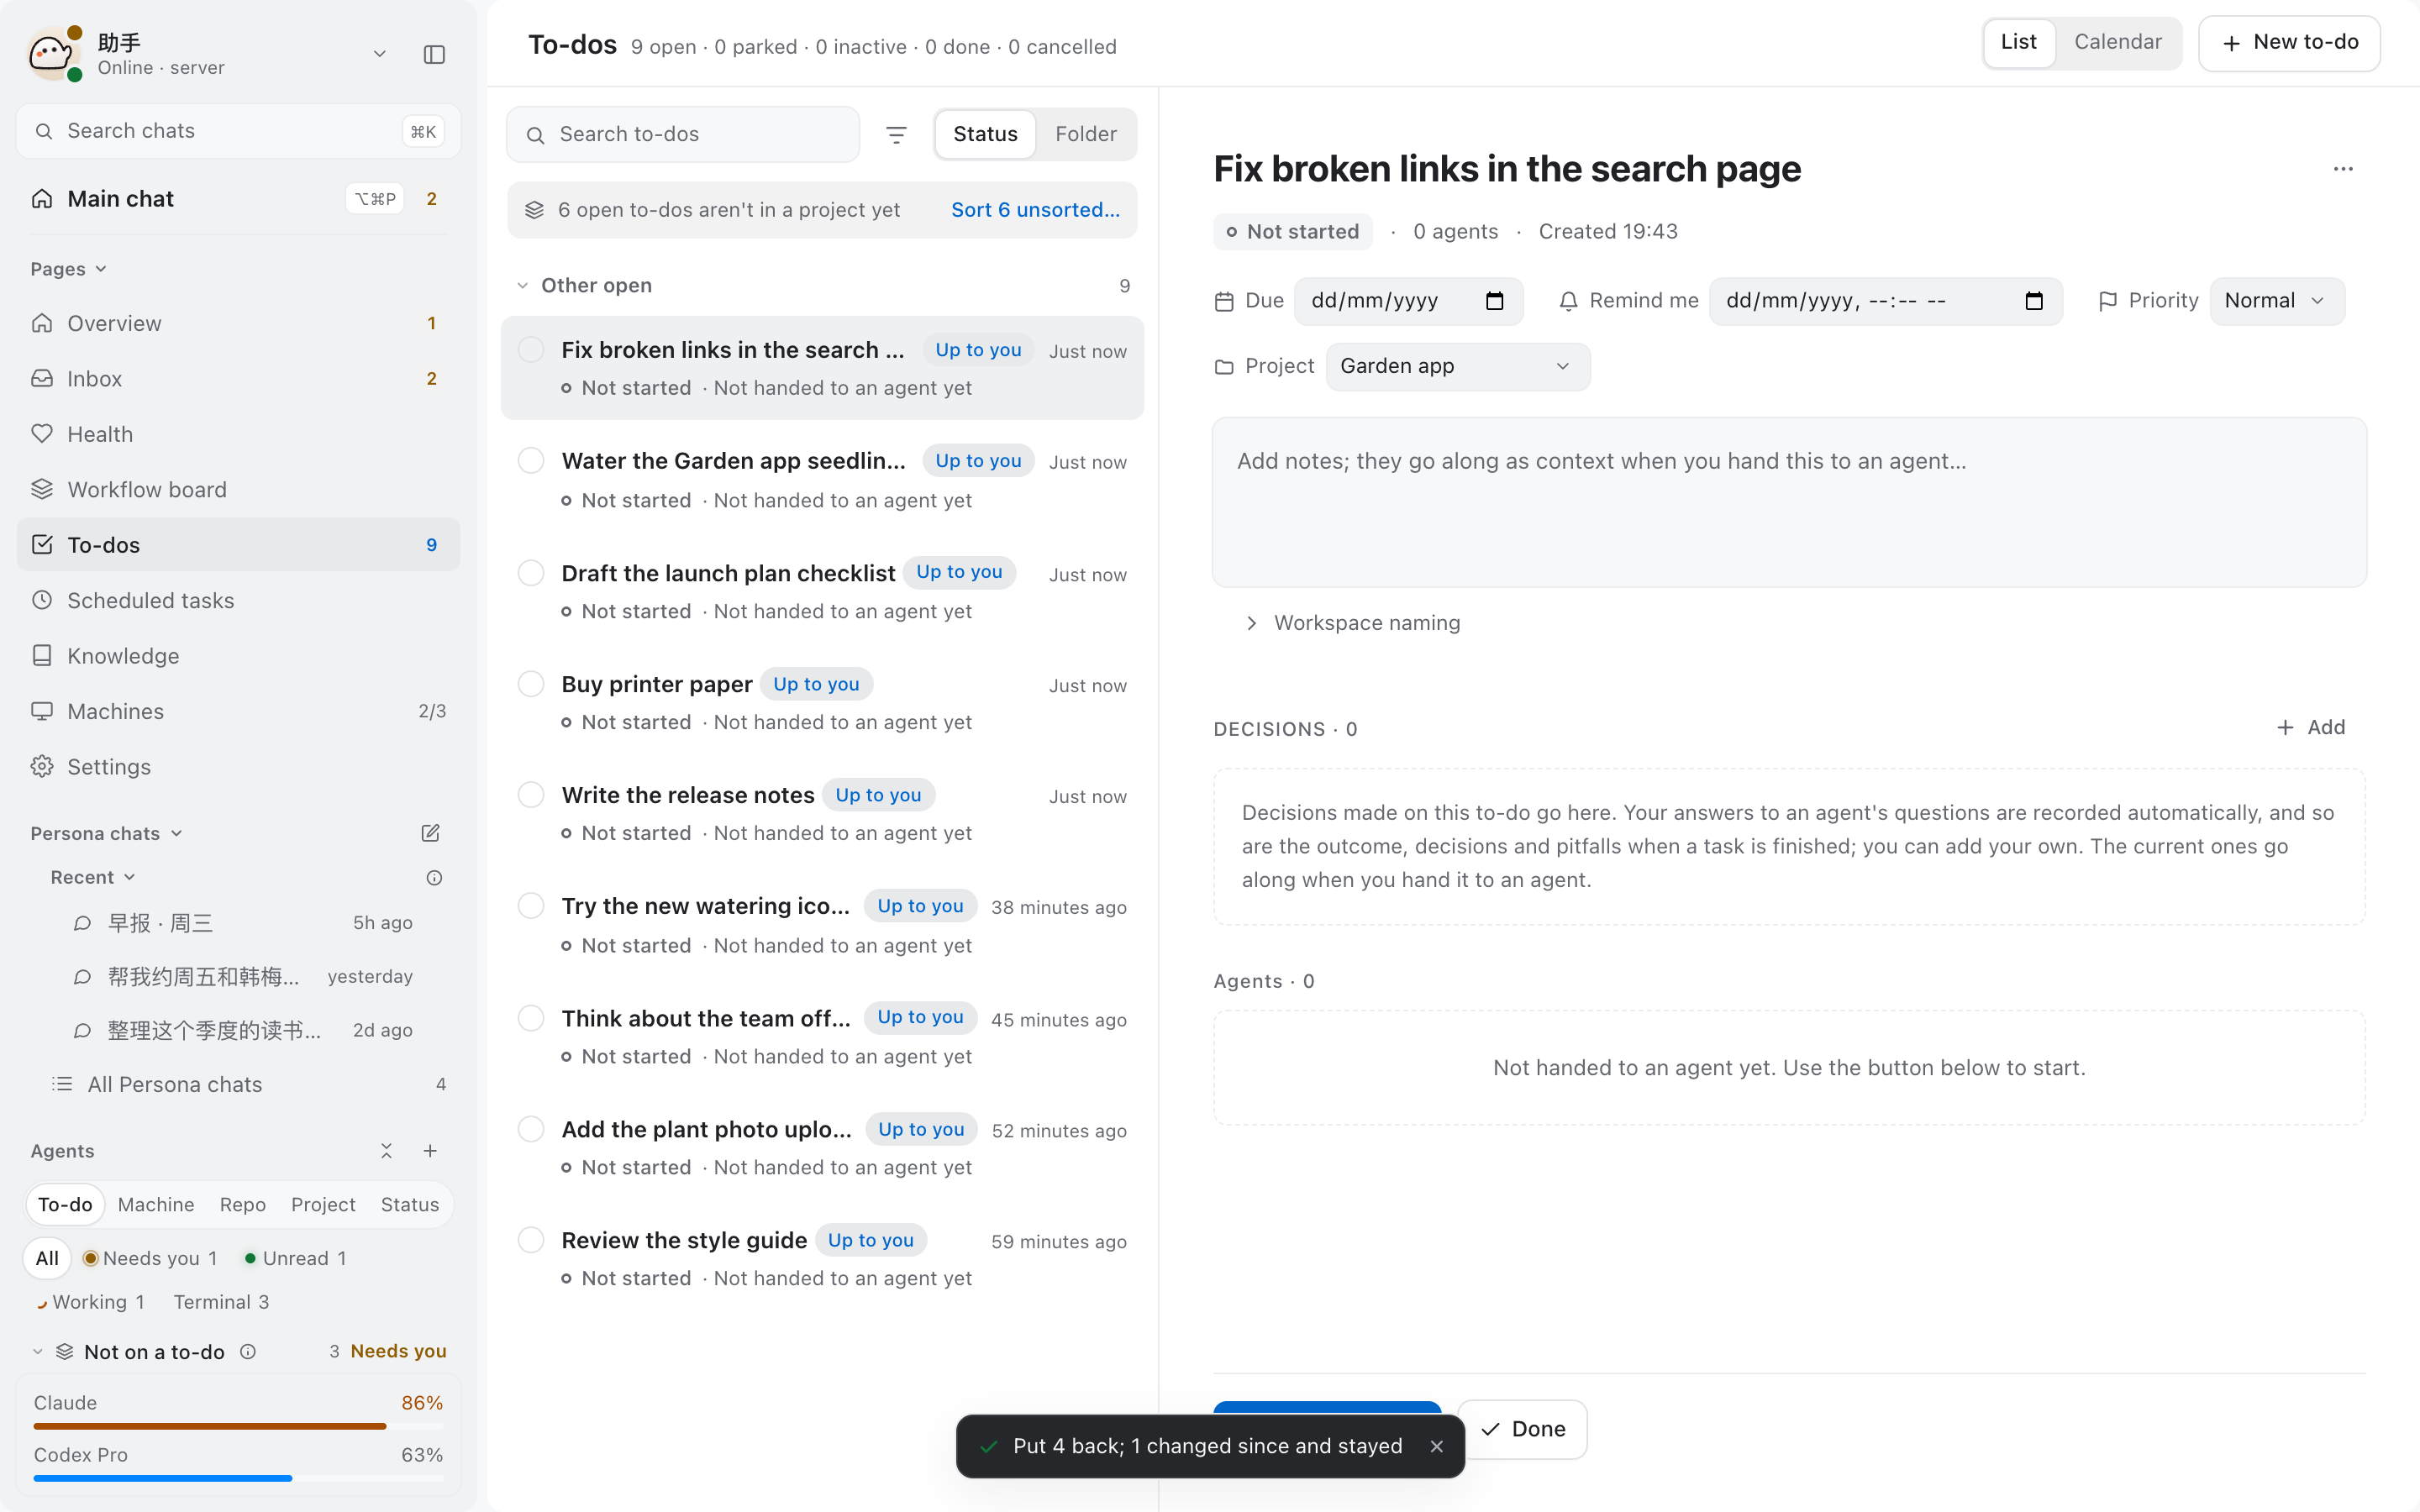 助手
Online · server
Search chats
⌘K
Main chat
⌥⌘P
2
Pages
Overview
1
Inbox
2
Health
Workflow board
To-dos
9
Scheduled tasks
Knowledge
Machines
2/3
Settings
Persona chats
Recent
早报 · 周三
5h ago
帮我约周五和韩梅...
yesterday
整理这个季度的读书...
2d ago
All Persona chats
4
Agents
To-do Machine Repo Project Status
All Needs you 1 Unread 1
Working 1 Terminal 3
Not on a to-do
3 Needs you
Claude
86%
Codex Pro
63%
To-dos 9 open · 0 parked · 0 inactive · 0 done · 0 cancelled
List Calendar
New to-do
Search to-dos
Status Folder
6 open to-dos aren't in a project yet
Sort 6 unsorted...
Other open
9
Fix broken links in the search ... Up to you Just now
Not started · Not handed to an agent yet
Water the Garden app seedlin... Up to you Just now
Not started · Not handed to an agent yet
Draft the launch plan checklist Up to you Just now
Not started · Not handed to an agent yet
Buy printer paper Up to you Just now
Not started · Not handed to an agent yet
Write the release notes Up to you Just now
Not started · Not handed to an agent yet
Try the new watering ico... Up to you 38 minutes ago
Not started · Not handed to an agent yet
Think about the team off... Up to you 45 minutes ago
Not started · Not handed to an agent yet
Add the plant photo uplo... Up to you 52 minutes ago
Not started · Not handed to an agent yet
Review the style guide Up to you 59 minutes ago
Not started · Not handed to an agent yet
Fix broken links in the search page
Not started · 0 agents · Created 19:43
Due dd/mm/yyyy Remind me dd/mm/yyyy, --:-- -- Priority Normal
Project Garden app
Add notes; they go along as context when you hand this to an agent...
Workspace naming
DECISIONS · 0
Add
Decisions made on this to-do go here. Your answers to an agent's questions are recorded automatically, and so
are the outcome, decisions and pitfalls when a task is finished; you can add your own. The current ones go
along when you hand it to an agent.
Agents · 0
Not handed to an agent yet. Use the button below to start.
Done
Put 4 back; 1 changed since and stayed